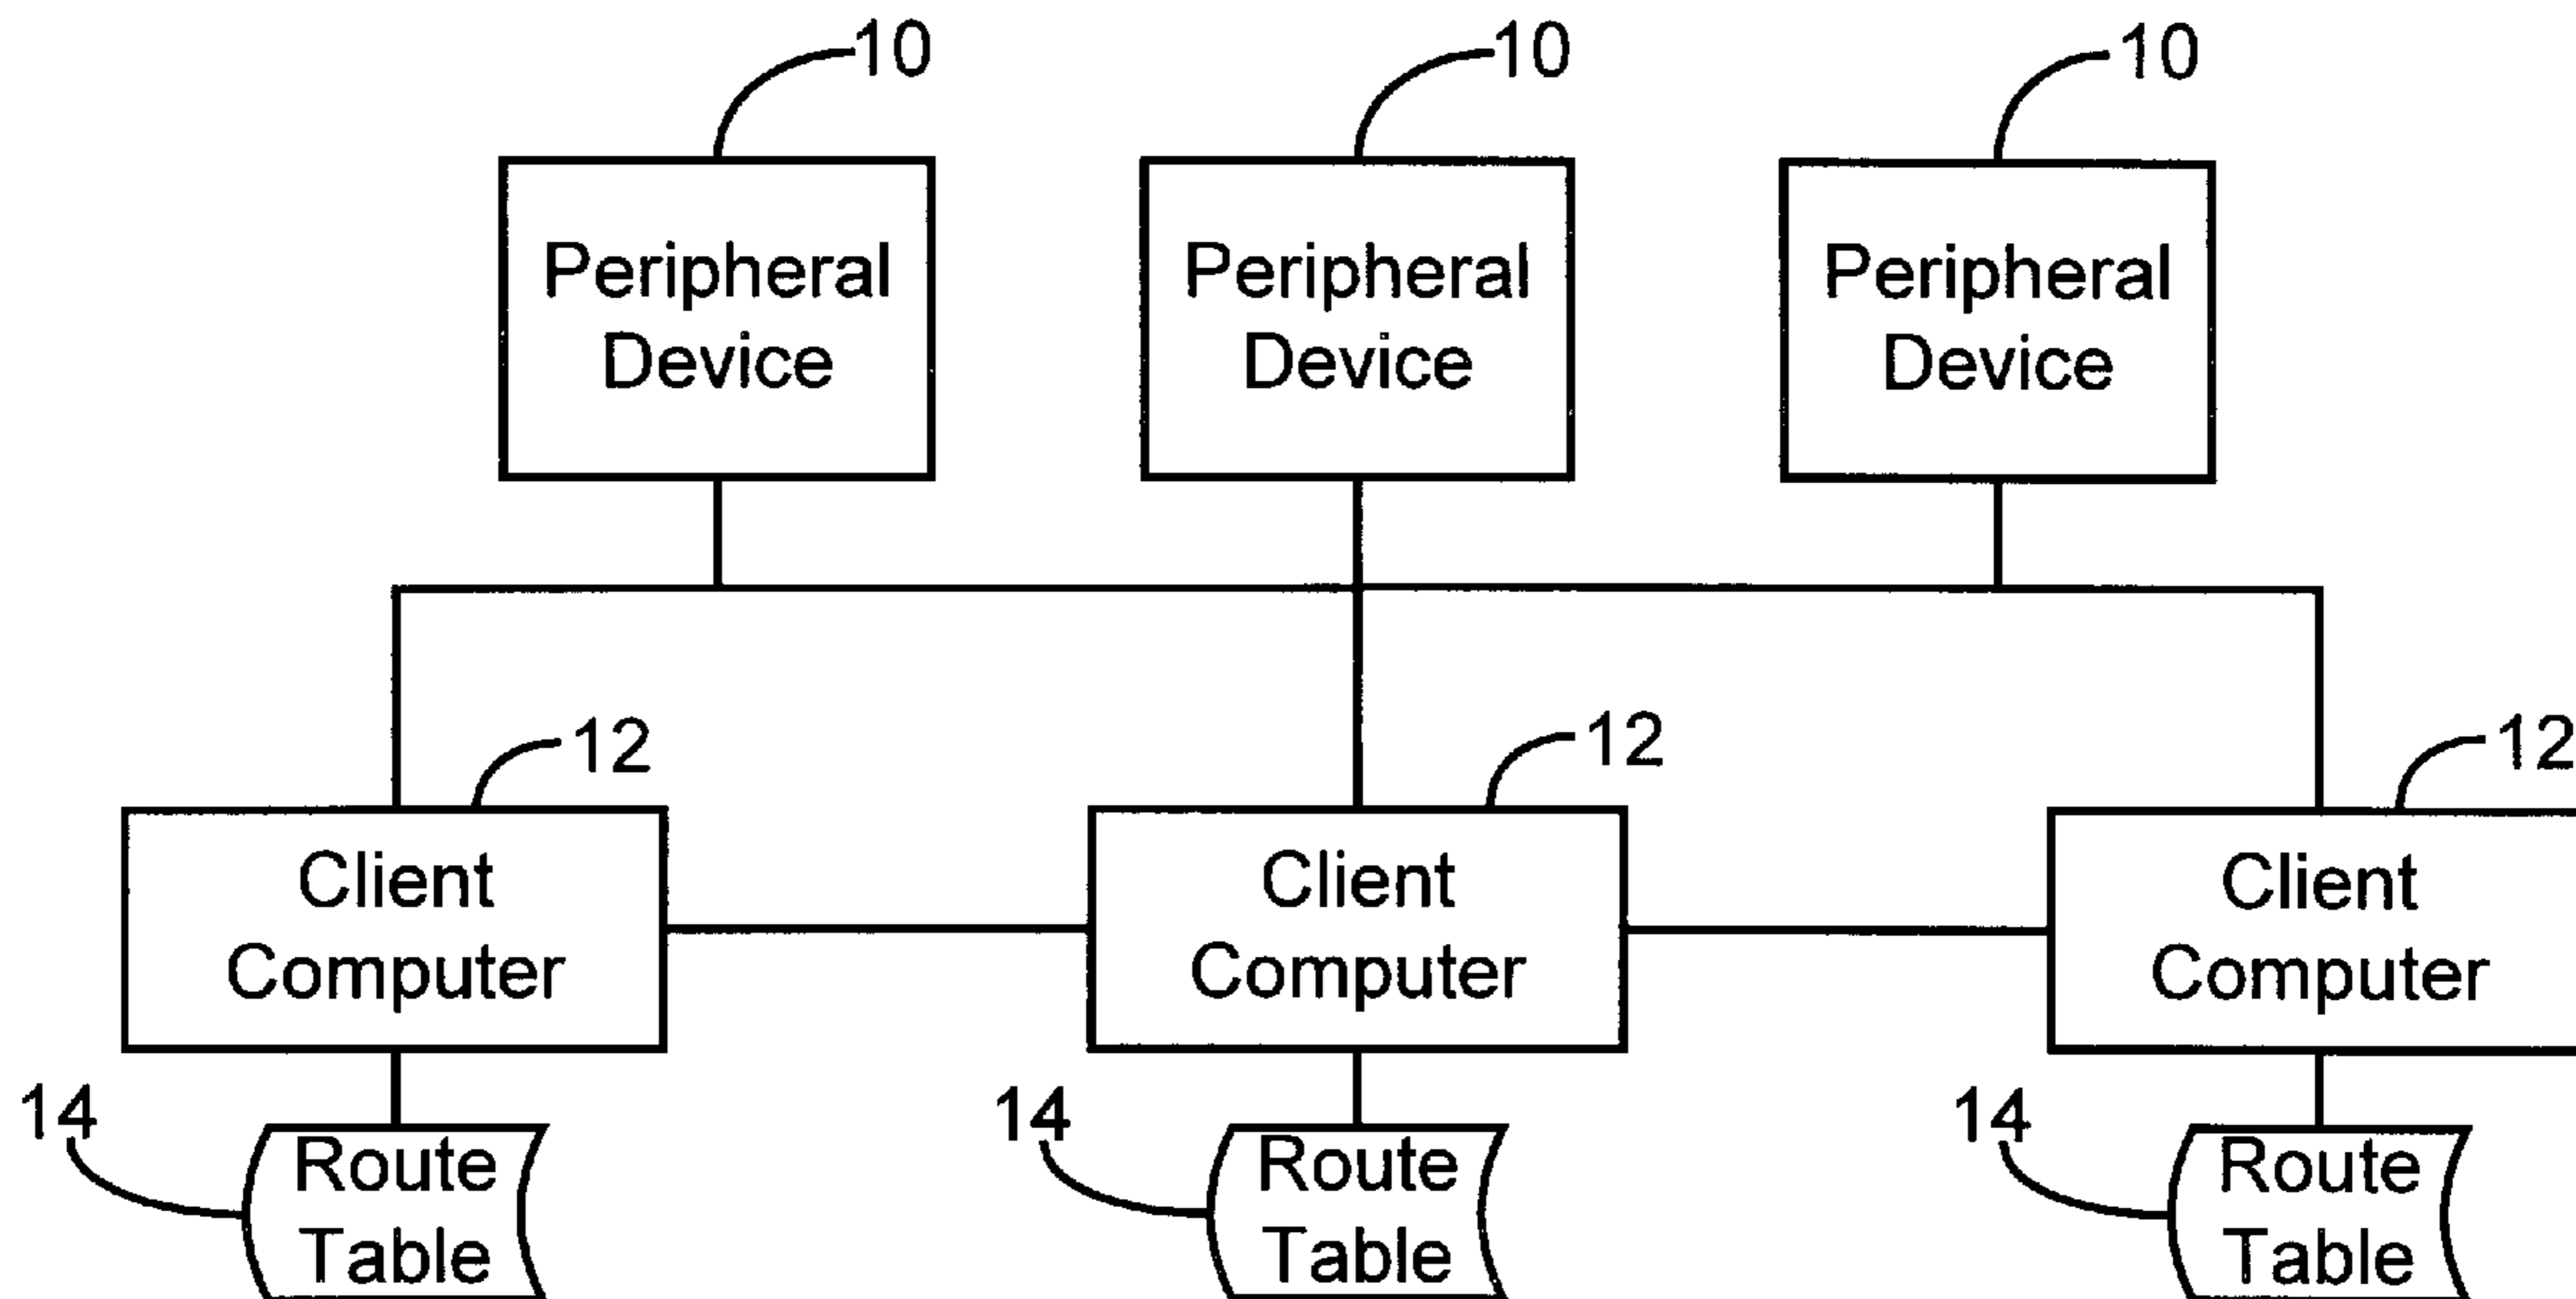 10
10
10
Peripheral
Device
Peripheral
Device
Peripheral
Device
12
12
12
Client
Computer
Client
Computer
Client
Computer
14
14
14
Route
Table
Route
Table
Route
Table